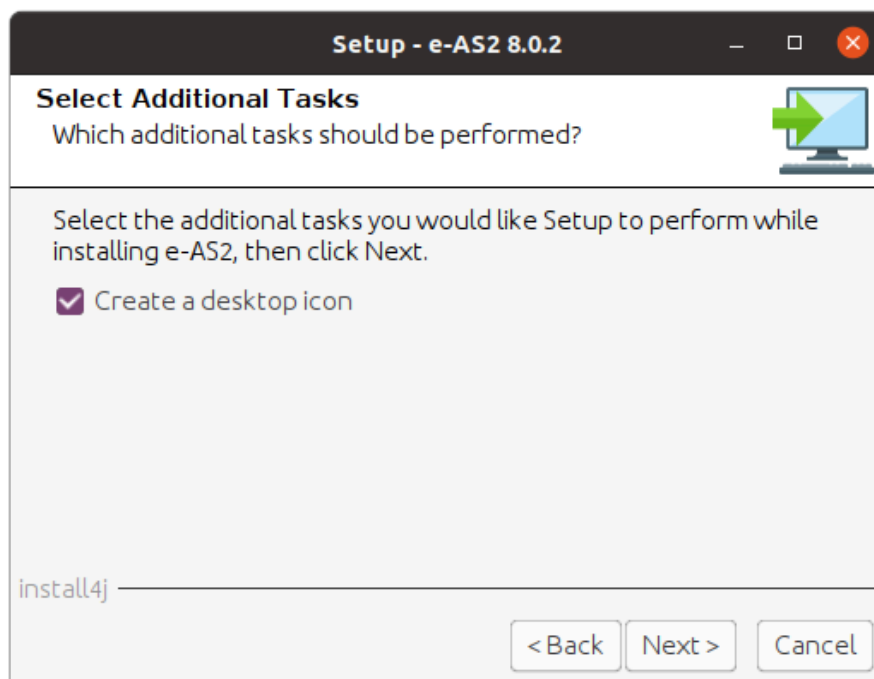 Setup - e-AS2 8.0.2
Select Additional Tasks
Which additional tasks should be performed?
Select the additional tasks you would like Setup to perform while
installing e-AS2, then click Next.
Create a desktop icon
install4j
< Back
Next >
Cancel